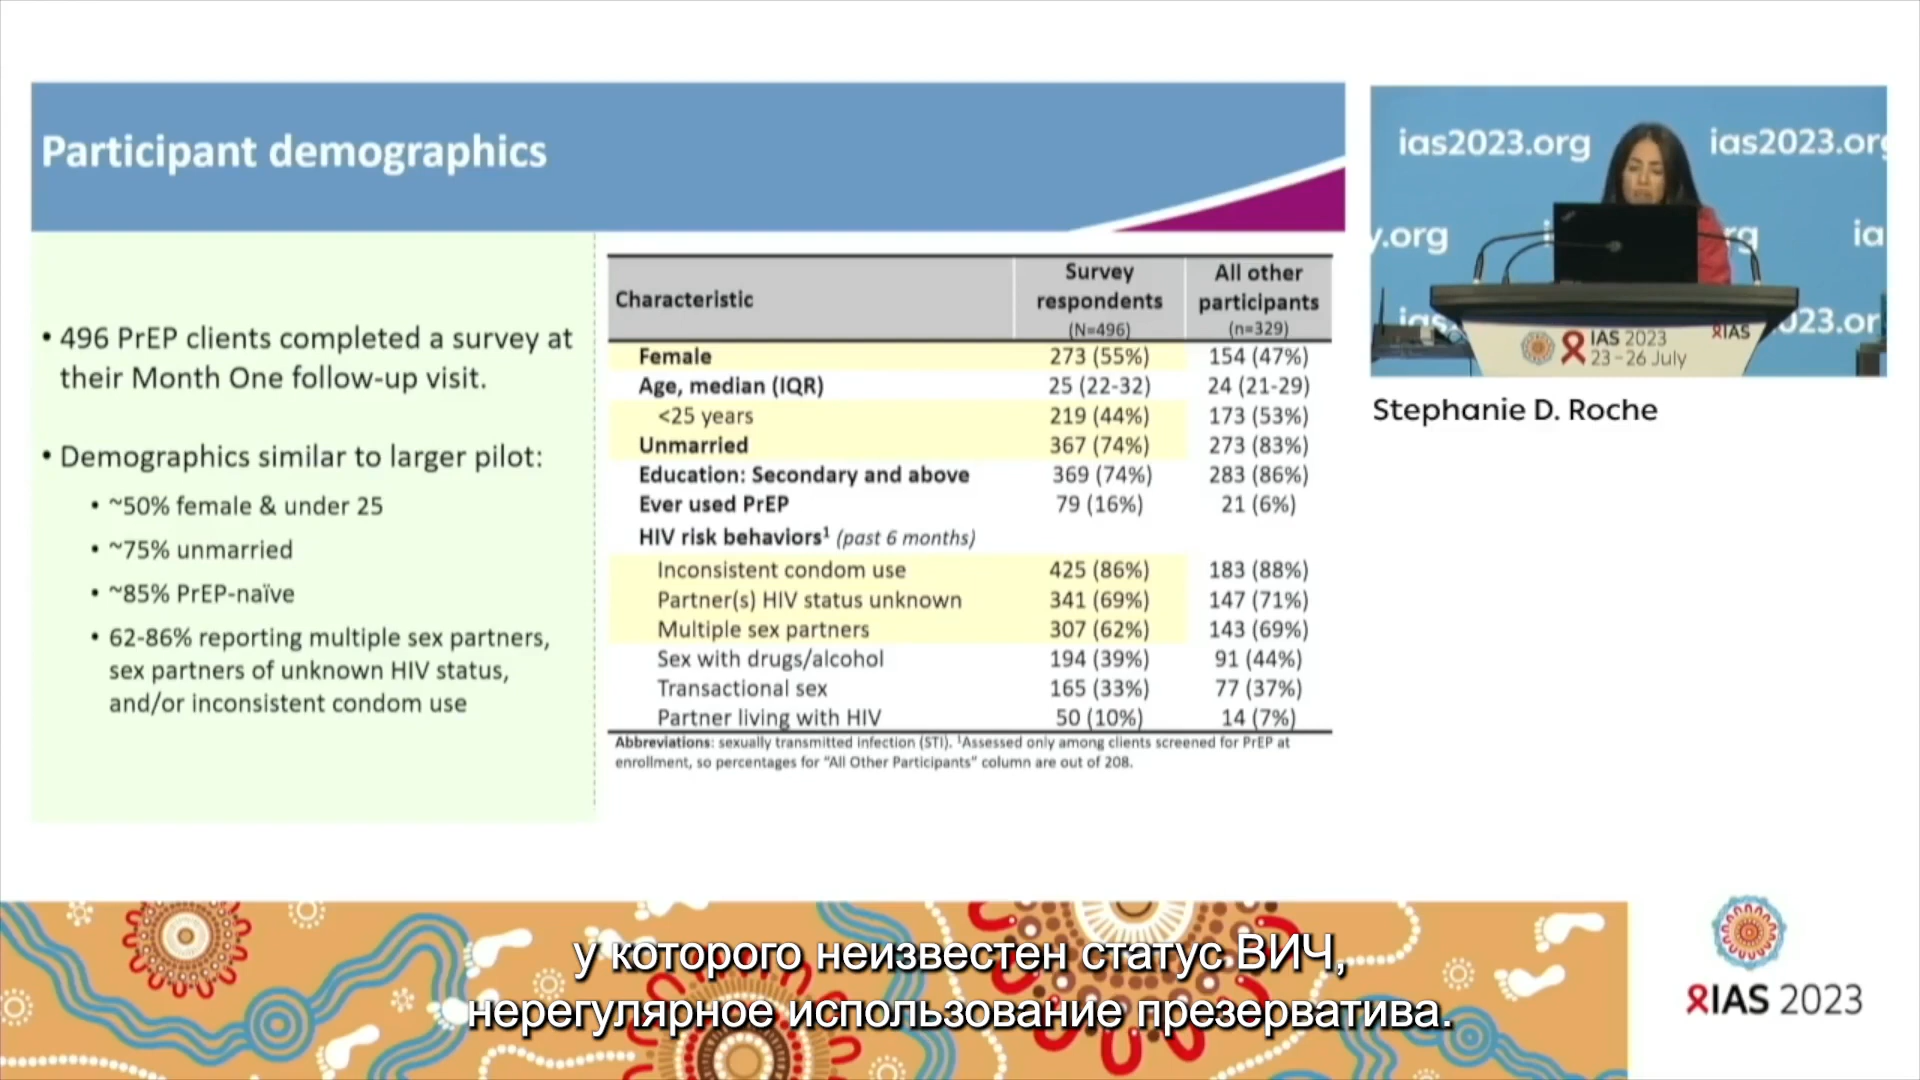 Participant demographics
• 496 PrEP clients completed a survey at
their Month One follow-up visit.
• Demographics similar to larger pilot:
• ~50% female & under 25
• ~75% unmarried
• ~85% PrEP-naïve
• 62-86% reporting multiple sex partners,
sex partners of unknown HIV status,
and/or inconsistent condom use
Characteristic Survey respondents (N=496) All other participants (n=329)
Female 273 (55%) 154 (47%)
Age, median (IQR) 25 (22-32) 24 (21-29)
<25 years 219 (44%) 173 (53%)
Unmarried 367 (74%) 273 (83%)
Education: Secondary and above 369 (74%) 283 (86%)
Ever used PrEP 79 (16%) 21 (6%)
HIV risk behaviors¹ (past 6 months)
Inconsistent condom use 425 (86%) 183 (88%)
Partner(s) HIV status unknown 341 (69%) 147 (71%)
Multiple sex partners 307 (62%) 143 (69%)
Sex with drugs/alcohol 194 (39%) 91 (44%)
Transactional sex 165 (33%) 77 (37%)
Partner living with HIV 50 (10%) 14 (7%)
Abbreviations: sexually transmitted infection (STI). ¹Assessed only among clients screened for PrEP at
enrollment, so percentages for "All Other Participants" column are out of 208.
ias2023.org ias2023.org
y.org rg ia
ias 023.or
IAS 2023
23-26 July
IAS
Stephanie D. Roche
у которого неизвестен статус ВИЧ,
нерегулярное использование презерватива.
IAS 2023